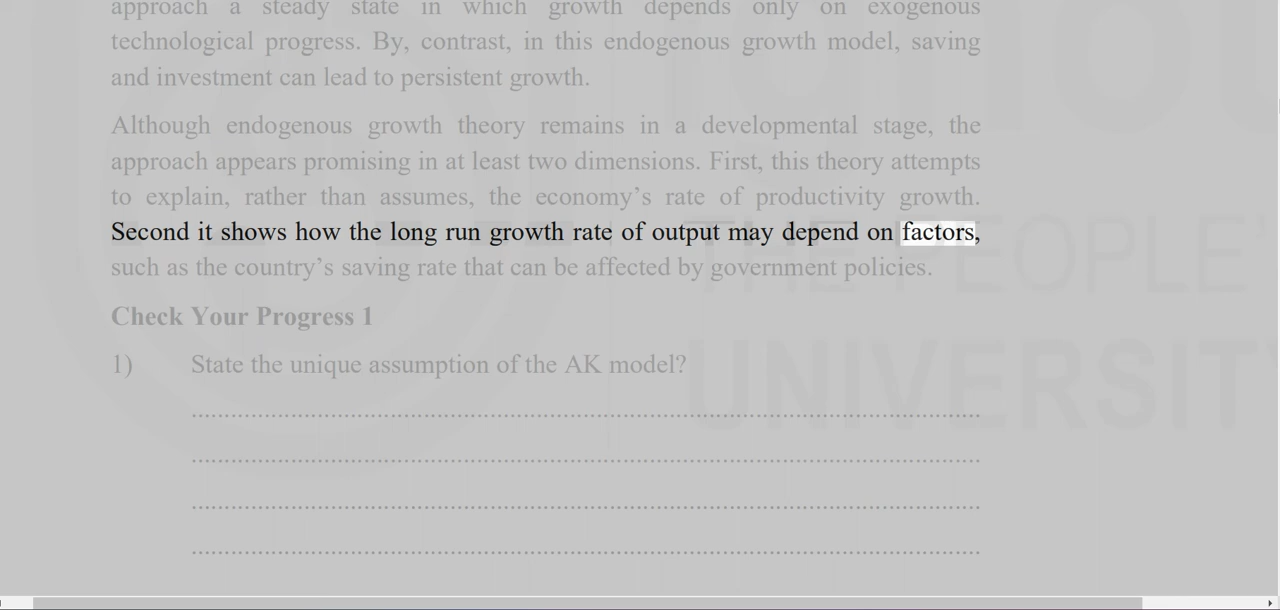 approach a steady state in which growth depends only on exogenous
technological progress. By, contrast, in this endogenous growth model, saving
and investment can lead to persistent growth.
Although endogenous growth theory remains in a developmental stage, the
approach appears promising in at least two dimensions. First, this theory attempts
to explain, rather than assumes, the economy's rate of productivity growth.
Second it shows how the long run growth rate of output may depend on factors,
such as the country's saving rate that can be affected by government policies.
Check Your Progress 1
1) State the unique assumption of the AK model?
THE PEOPLE'
UNIVERSITY